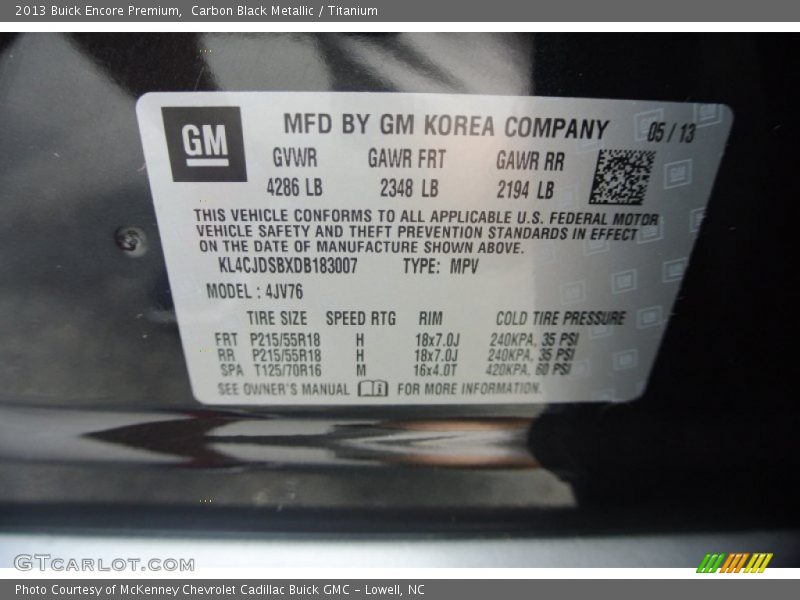 2013 Buick Encore Premium,  Carbon Black Metallic / Titanium
GM
MFD BY GM KOREA COMPANY 05/13
GVWR GAWR FRT GAWR RR
4286 LB 2348 LB 2194 LB
THIS VEHICLE CONFORMS TO ALL APPLICABLE U.S. FEDERAL MOTOR
VEHICLE SAFETY AND THEFT PREVENTION STANDARDS IN EFFECT
ON THE DATE OF MANUFACTURE SHOWN ABOVE.
KL4CJDSBXDB183007 TYPE: MPV
MODEL : 4JV76
TIRE SIZE SPEED RTG RIM COLD TIRE PRESSURE
FRT P215/55R18 H 18x7.0J 240KPA, 35 PSI
RR P215/55R18 H 18x7.0J 240KPA, 35 PSI
SPA T125/70R16 M 16x4.0T 420KPA, 60 PSI
SEE OWNER'S MANUAL FOR MORE INFORMATION.
GTCARLOT.COM
Photo Courtesy of McKenney Chevrolet Cadillac Buick GMC - Lowell, NC